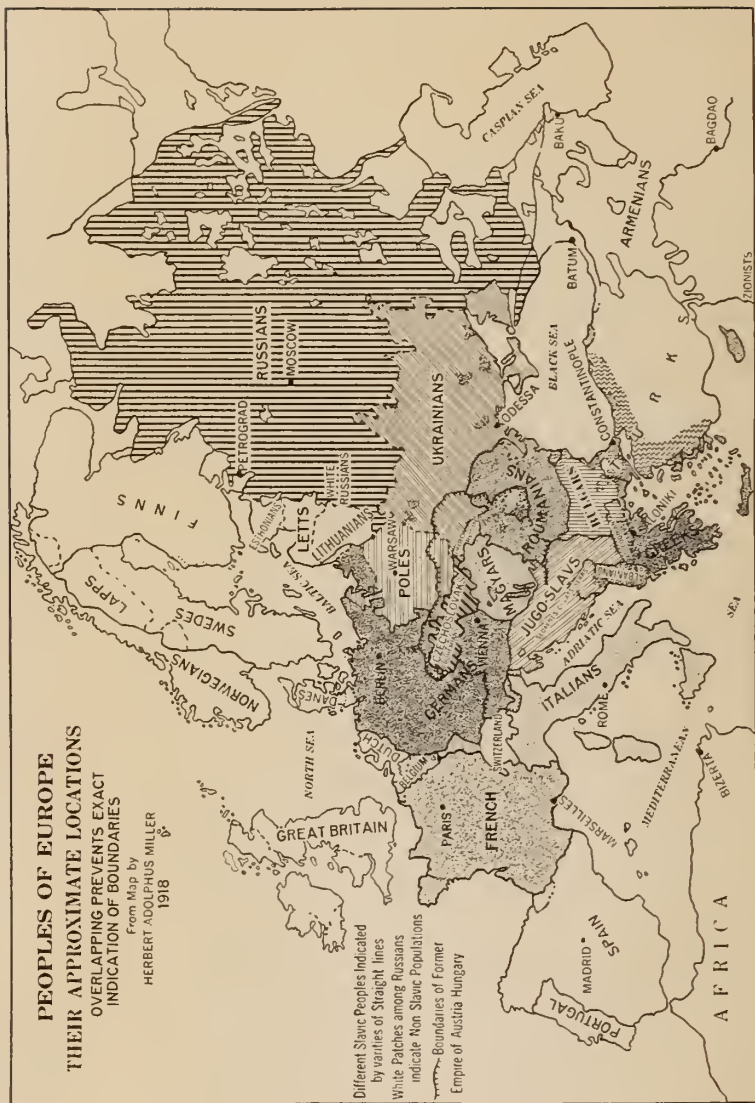 PEOPLES OF EUROPE
THEIR APPROXIMATE LOCATIONS
OVERLAPPING PREVENTS EXACT
INDICATION OF BOUNDARIES
From Map by
HERBERT ADOLPHUS MILLER
1918
Different Slavic Peoples Indicated
by varities of Straight lines
White Patches among Russians
indicate Non Slavic Populations
Boundaries of Former
Empire of Austria Hungary
NORWEGIANS
SWEDES
LAPPS
FINNS
PETROGRAD
RUSSIANS
MOSCOW
ESTHONIANS
LETTS
WHITE
RUSSIANS
LITHUANIANS
BALTIC SEA
DANES
NORTH SEA
GREAT BRITAIN
DUTCH
BELGIUM
BERLIN
GERMANS
WARSAW
POLES
UKRAINIANS
CZECHOSLOVAKS
VIENNA
MAGYARS
ROUMANIANS
ODESSA
PARIS
FRENCH
SWITZERLAND
JUGO-SLAVS
ADRIATIC SEA
ITALIANS
ROME
BULGARS
ALBANIANS
GREEKS
SALONIKI
CONSTANTINOPLE
BLACK SEA
BATUM
BAKU
CASPIAN SEA
ARMENIANS
BAGDAO
T U R K S
ZIONISTS
MARSEILLES
MEDITERRANEAN
SEA
BIZERTA
PORTUGAL
MADRID
SPAIN
AFRICA